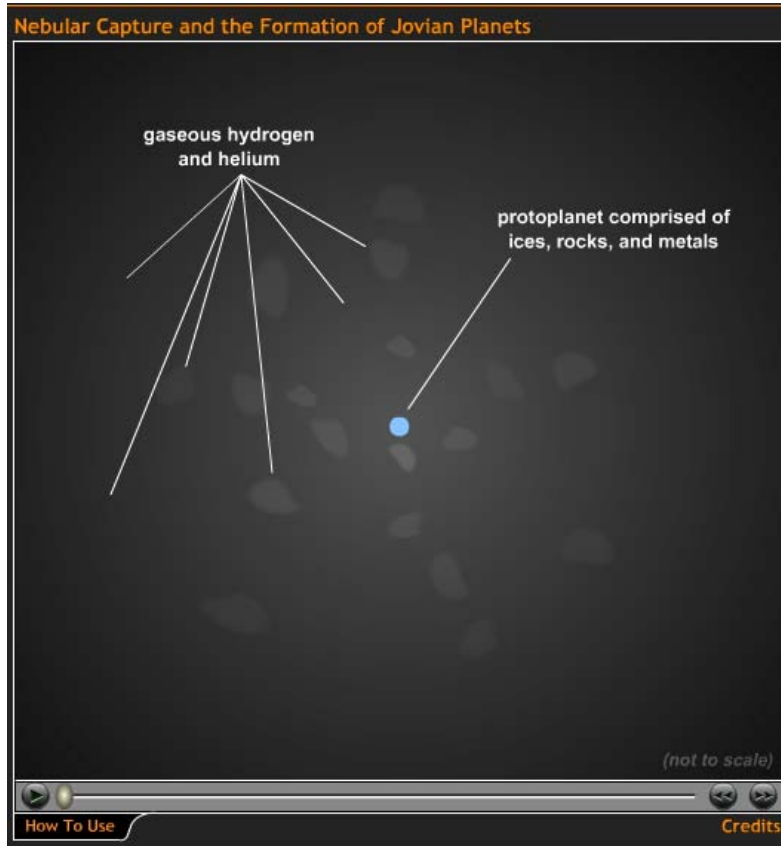 Nebular Capture and the Formation of Jovian Planets
gaseous hydrogen
and helium
protoplanet comprised of
ices, rocks, and metals
(not to scale)
How To Use
Credits